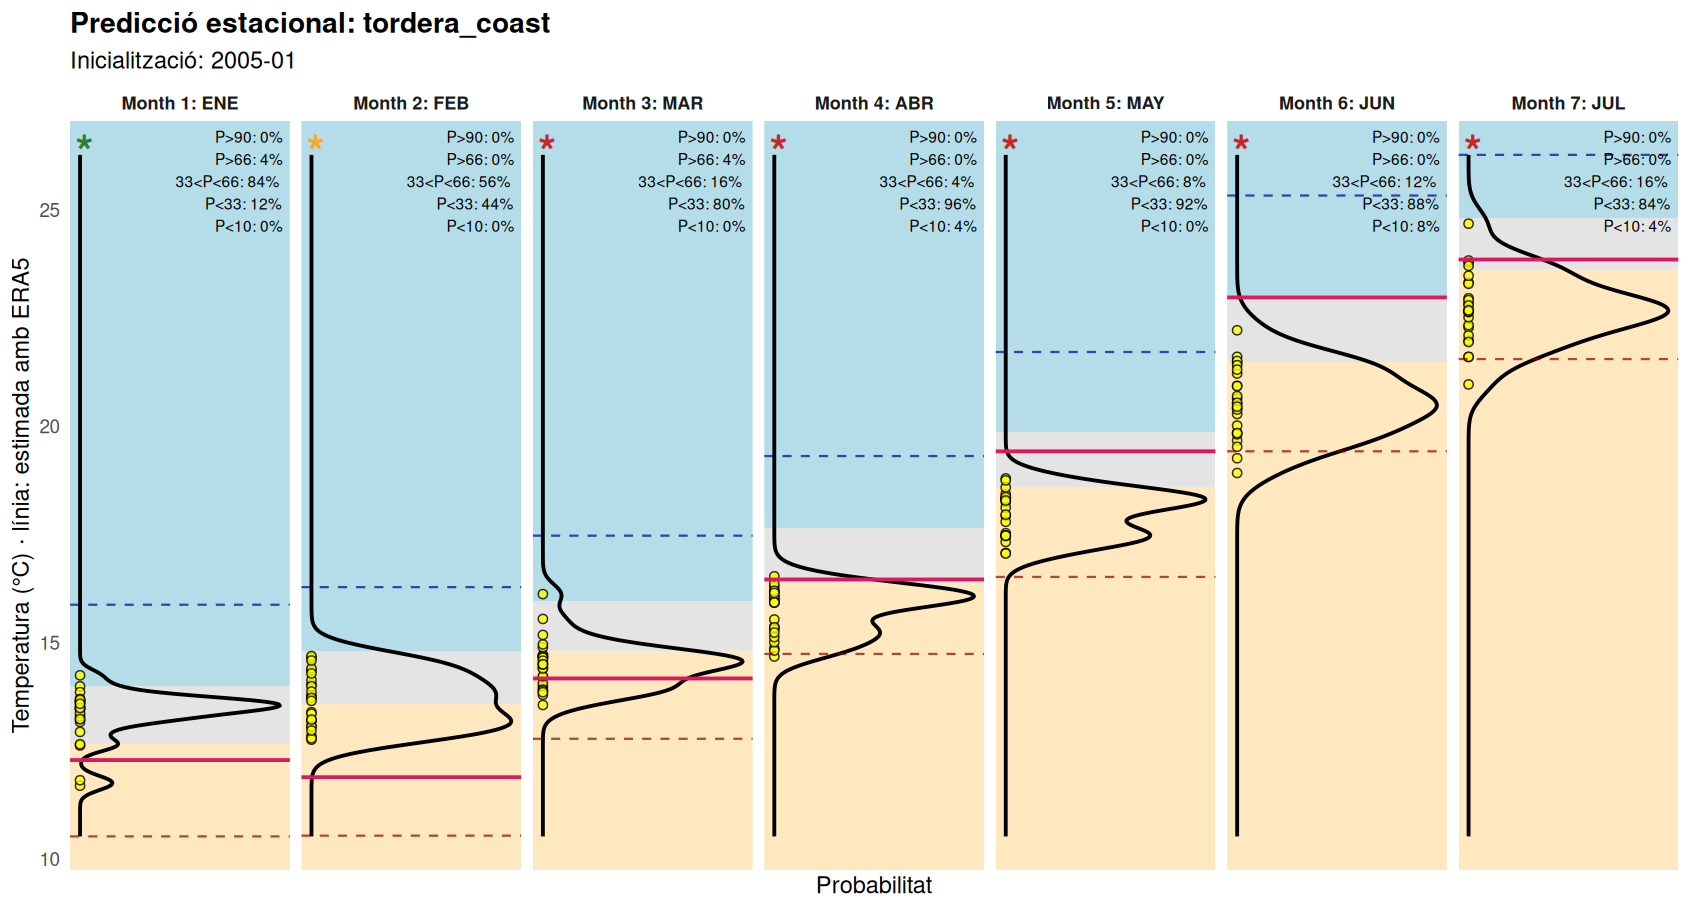 Predicció estacional: tordera_coast
Inicialització: 2005-01
Month 1: ENE
Month 2: FEB
Month 3: MAR
Month 4: ABR
Month 5: MAY
Month 6: JUN
Month 7: JUL
P>90: 0%
P>66: 4%
33<P<66: 84%
P<33: 12%
P<10: 0%
P>90: 0%
P>66: 0%
33<P<66: 56%
P<33: 44%
P<10: 0%
P>90: 0%
P>66: 4%
33<P<66: 16%
P<33: 80%
P<10: 0%
P>90: 0%
P>66: 0%
33<P<66: 4%
P<33: 96%
P<10: 4%
P>90: 0%
P>66: 0%
33<P<66: 8%
P<33: 92%
P<10: 0%
P>90: 0%
P>66: 0%
33<P<66: 12%
P<33: 88%
P<10: 8%
P>90: 0%
P>66: 0%
33<P<66: 16%
P<33: 84%
P<10: 4%
Temperatura (°C) · línia: estimada amb ERA5
25
20
15
10
Probabilitat